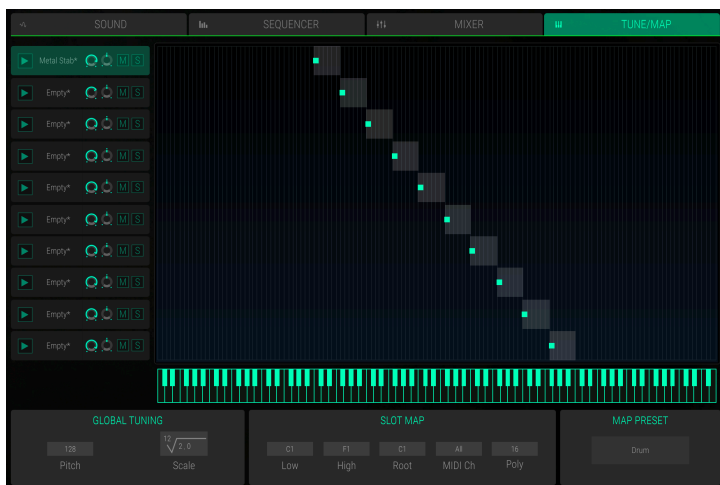 SOUND SEQUENCER MIXER TUNE/MAP
Metal Stab* M S
Empty* M S
Empty* M S
Empty* M S
Empty* M S
Empty* M S
Empty* M S
Empty* M S
Empty* M S
Empty* M S
GLOBAL TUNING SLOT MAP MAP PRESET
128 12√2.0 C1 F1 C1 All 16 Drum
Pitch Scale Low High Root MIDI Ch Poly